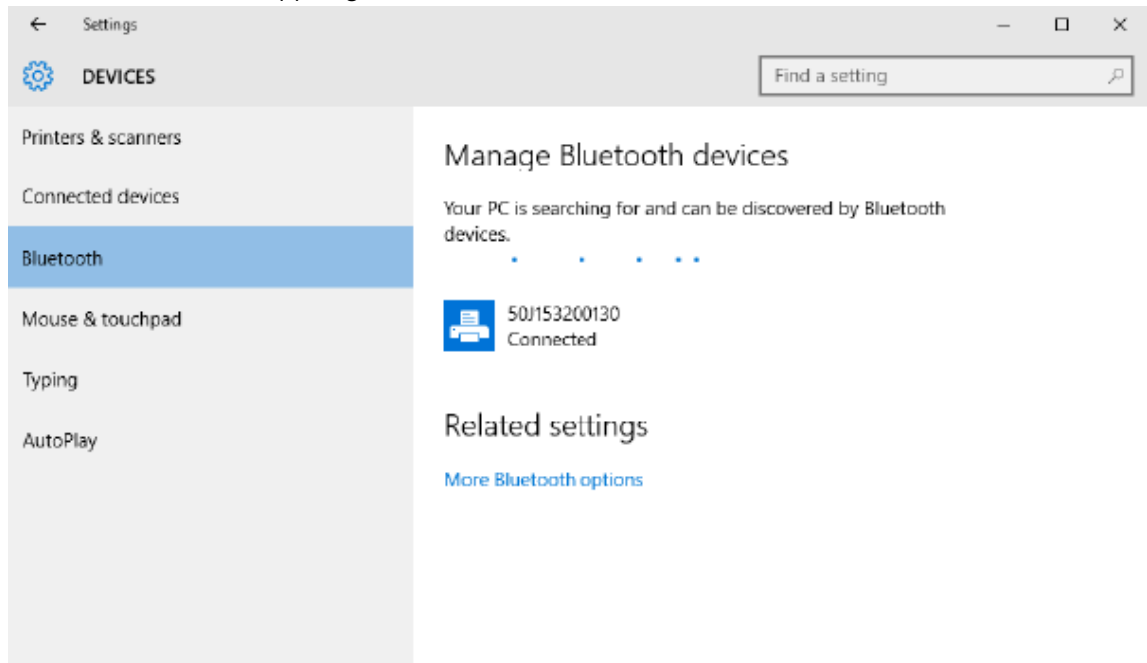 Settings
DEVICES
Find a setting
Printers & scanners
Connected devices
Bluetooth
Mouse & touchpad
Typing
AutoPlay
Manage Bluetooth devices
Your PC is searching for and can be discovered by Bluetooth
devices.
50J153200130
Connected
Related settings
More Bluetooth options